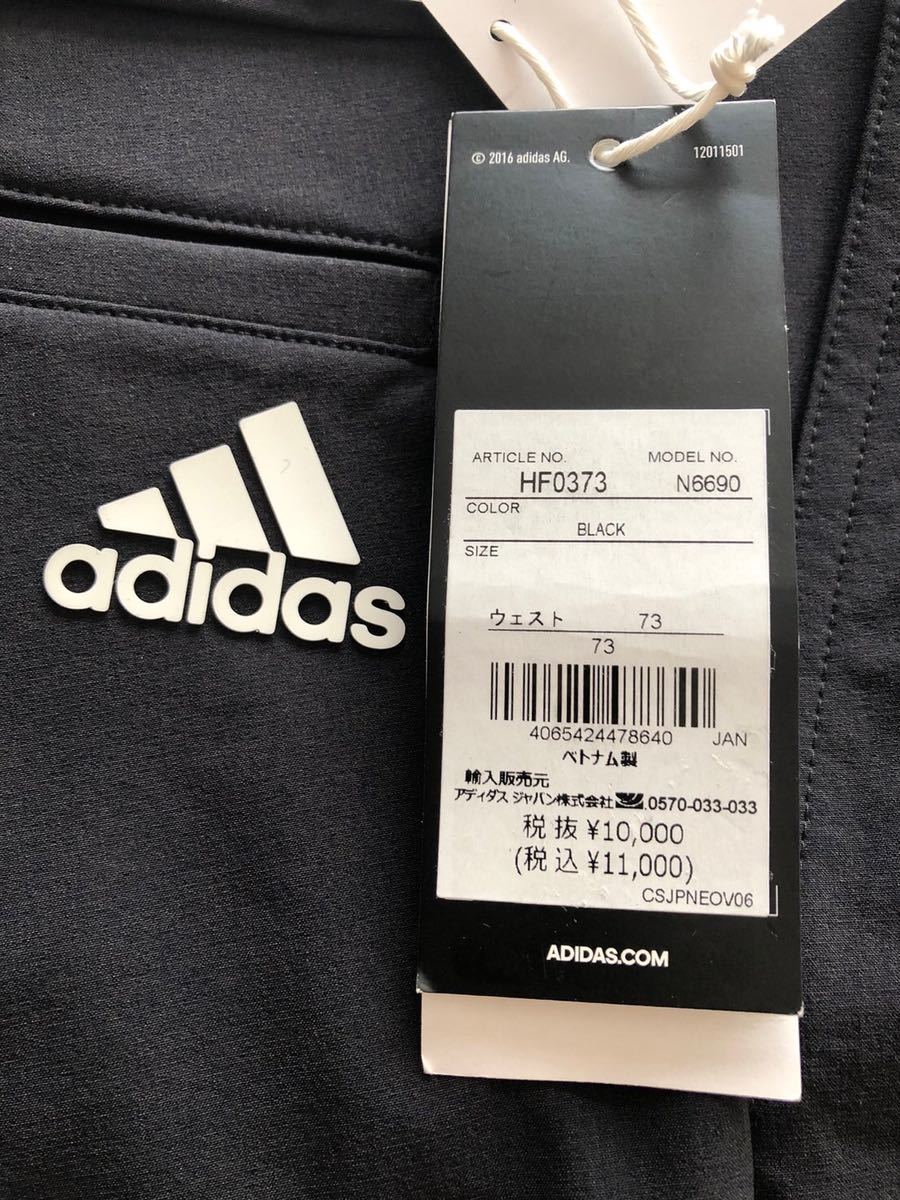 © 2016 adidas AG. 12011501
ARTICLE NO. MODEL NO.
HF0373 N6690
COLOR
BLACK
SIZE
ウェスト 73
73
4065424478640 JAN
ベトナム製
輸入販売元
アディダス ジャパン株式会社 .0570-033-033
税抜 ¥10,000
(税込 ¥11,000)
CSJPNEOV06
ADIDAS.COM
adidas